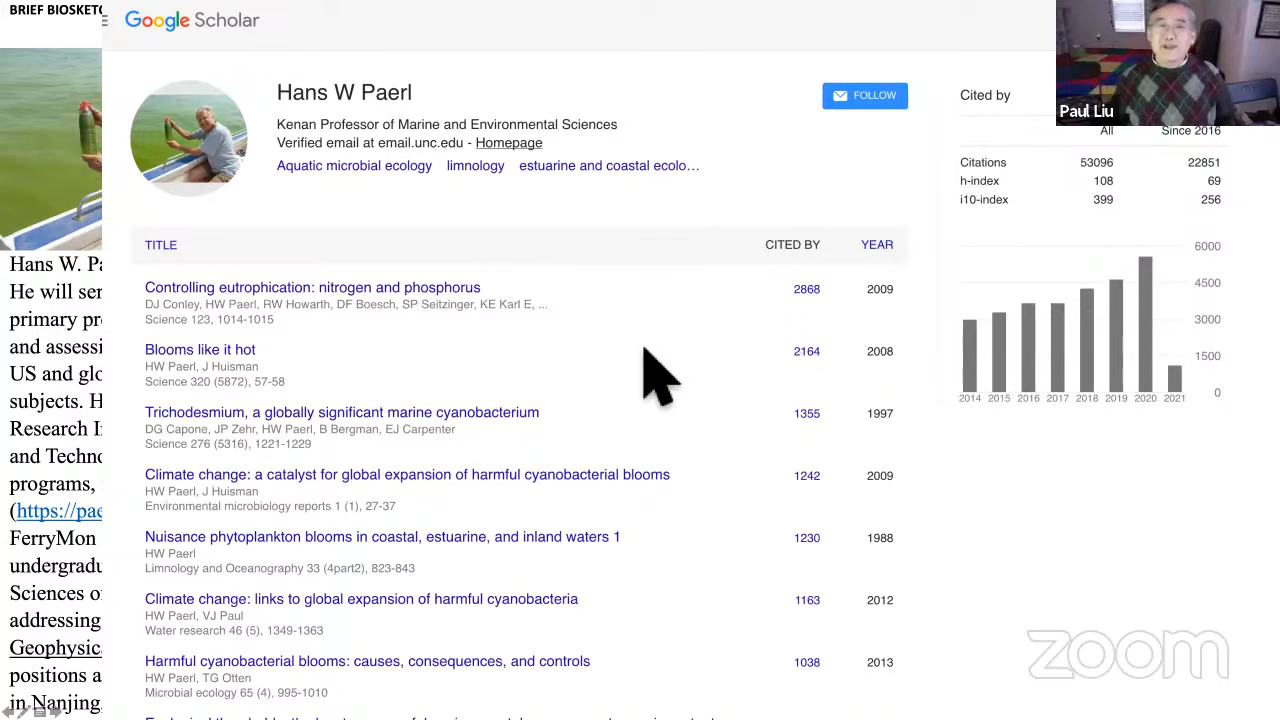 BRIEF BIOSKETC
Google Scholar
Hans W Paerl
Kenan Professor of Marine and Environmental Sciences
Verified email at email.unc.edu - Homepage
Aquatic microbial ecology limnology estuarine and coastal ecolo…
FOLLOW
Cited by
All Since 2016
Citations 53096 22851
h-index 108 69
i10-index 399 256
6000
4500
3000
1500
0
2014 2015 2016 2017 2018 2019 2020 2021
Paul Liu
TITLE CITED BY YEAR
Controlling eutrophication: nitrogen and phosphorus 2868 2009
DJ Conley, HW Paerl, RW Howarth, DF Boesch, SP Seitzinger, KE Karl E, ...
Science 123, 1014-1015
Blooms like it hot 2164 2008
HW Paerl, J Huisman
Science 320 (5872), 57-58
Trichodesmium, a globally significant marine cyanobacterium 1355 1997
DG Capone, JP Zehr, HW Paerl, B Bergman, EJ Carpenter
Science 276 (5316), 1221-1229
Climate change: a catalyst for global expansion of harmful cyanobacterial blooms 1242 2009
HW Paerl, J Huisman
Environmental microbiology reports 1 (1), 27-37
Nuisance phytoplankton blooms in coastal, estuarine, and inland waters 1 1230 1988
HW Paerl
Limnology and Oceanography 33 (4part2), 823-843
Climate change: links to global expansion of harmful cyanobacteria 1163 2012
HW Paerl, VJ Paul
Water research 46 (5), 1349-1363
Harmful cyanobacterial blooms: causes, consequences, and controls 1038 2013
HW Paerl, TG Otten
Microbial ecology 65 (4), 995-1010
Hans W. Pa
He will ser
primary pr
and assessi
US and glo
subjects. H
Research I
and Techno
programs,
(https://pae
FerryMon
undergradu
Sciences o
addressing
Geophysica
positions a
in Nanjing,
zoom